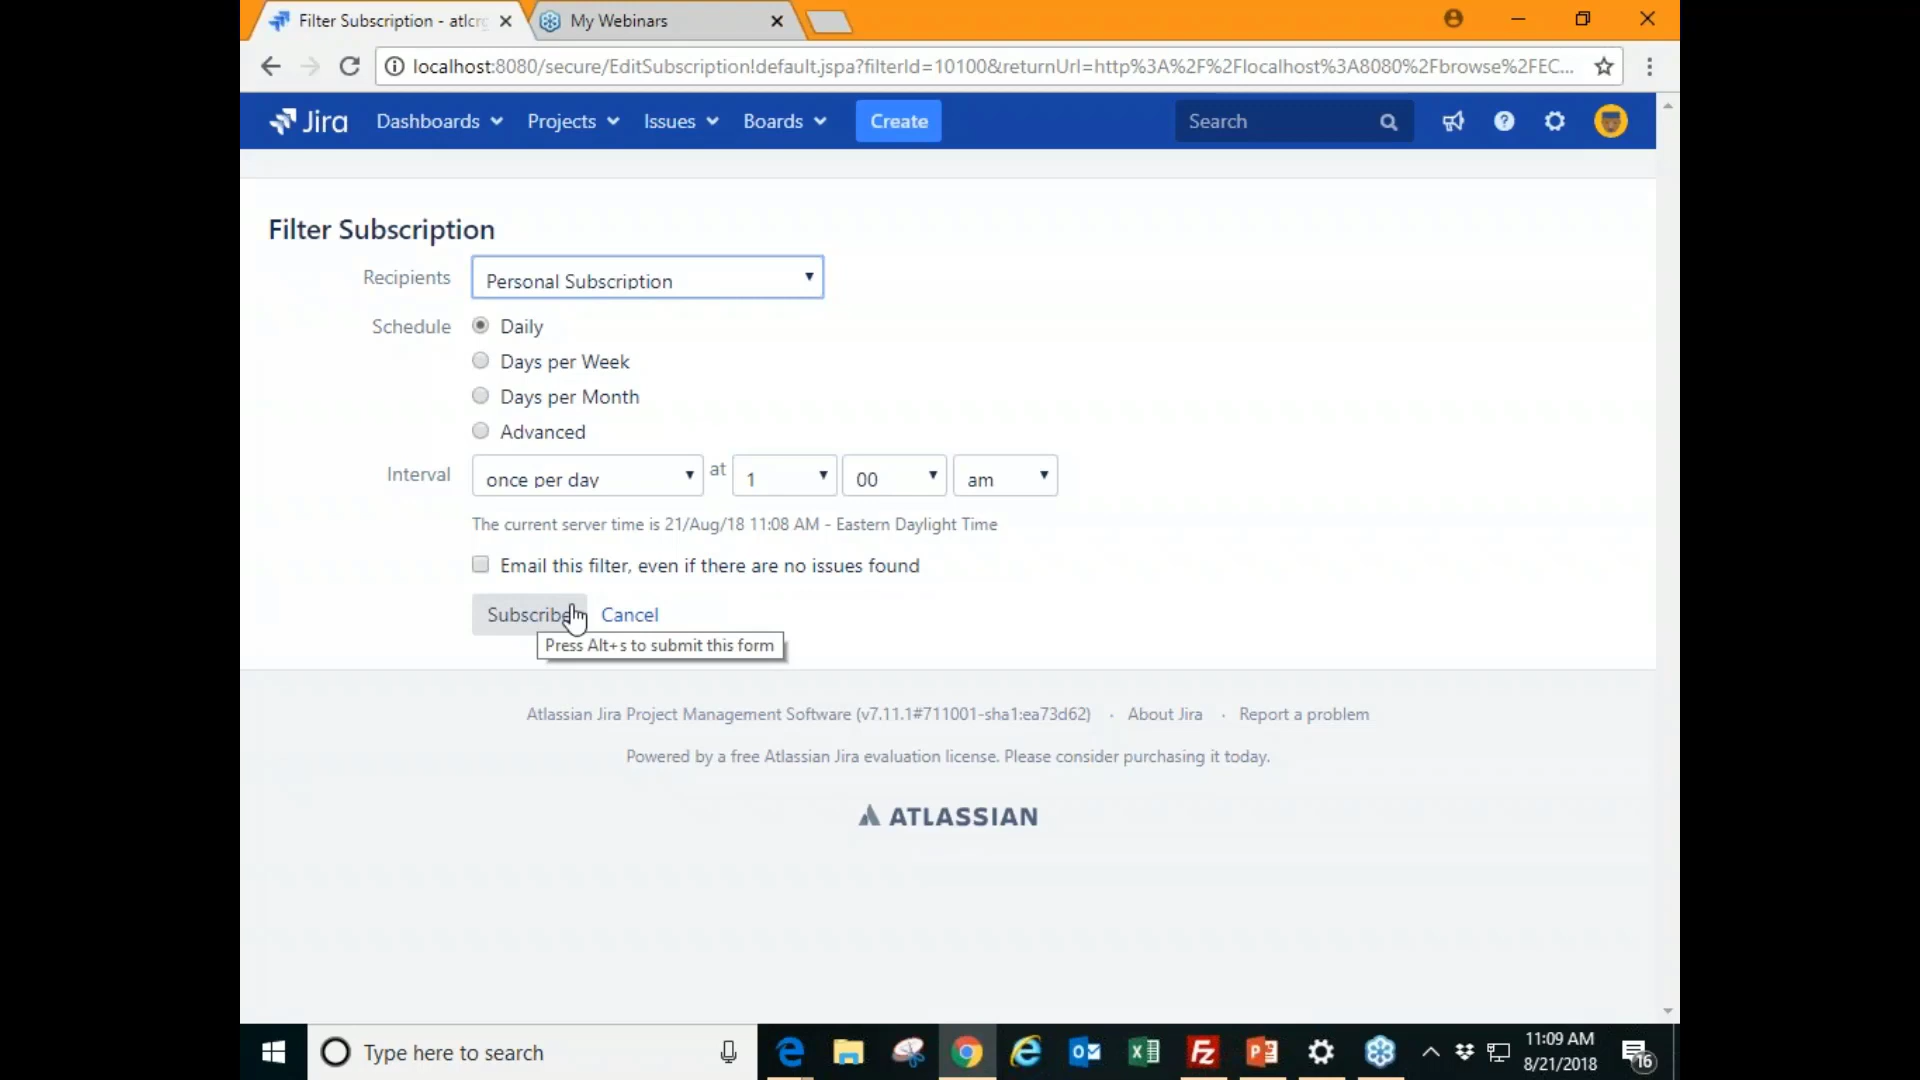 Filter Subscription - atlcrg
My Webinars
localhost:8080/secure/EditSubscription!default.jspa?filterId=10100&returnUrl=http%3A%2F%2Flocalhost%3A8080%2Fbrowse%2FEC...
Jira Dashboards Projects Issues Boards Create Search
Filter Subscription
Recipients Personal Subscription
Schedule Daily
Days per Week
Days per Month
Advanced
Interval once per day at 1 00 am
The current server time is 21/Aug/18 11:08 AM - Eastern Daylight Time
Email this filter, even if there are no issues found
Subscribe Cancel
Press Alt+s to submit this form
Atlassian Jira Project Management Software (v7.11.1#711001-sha1:ea73d62) · About Jira · Report a problem
Powered by a free Atlassian Jira evaluation license. Please consider purchasing it today.
ATLASSIAN
Type here to search
11:09 AM
8/21/2018
16